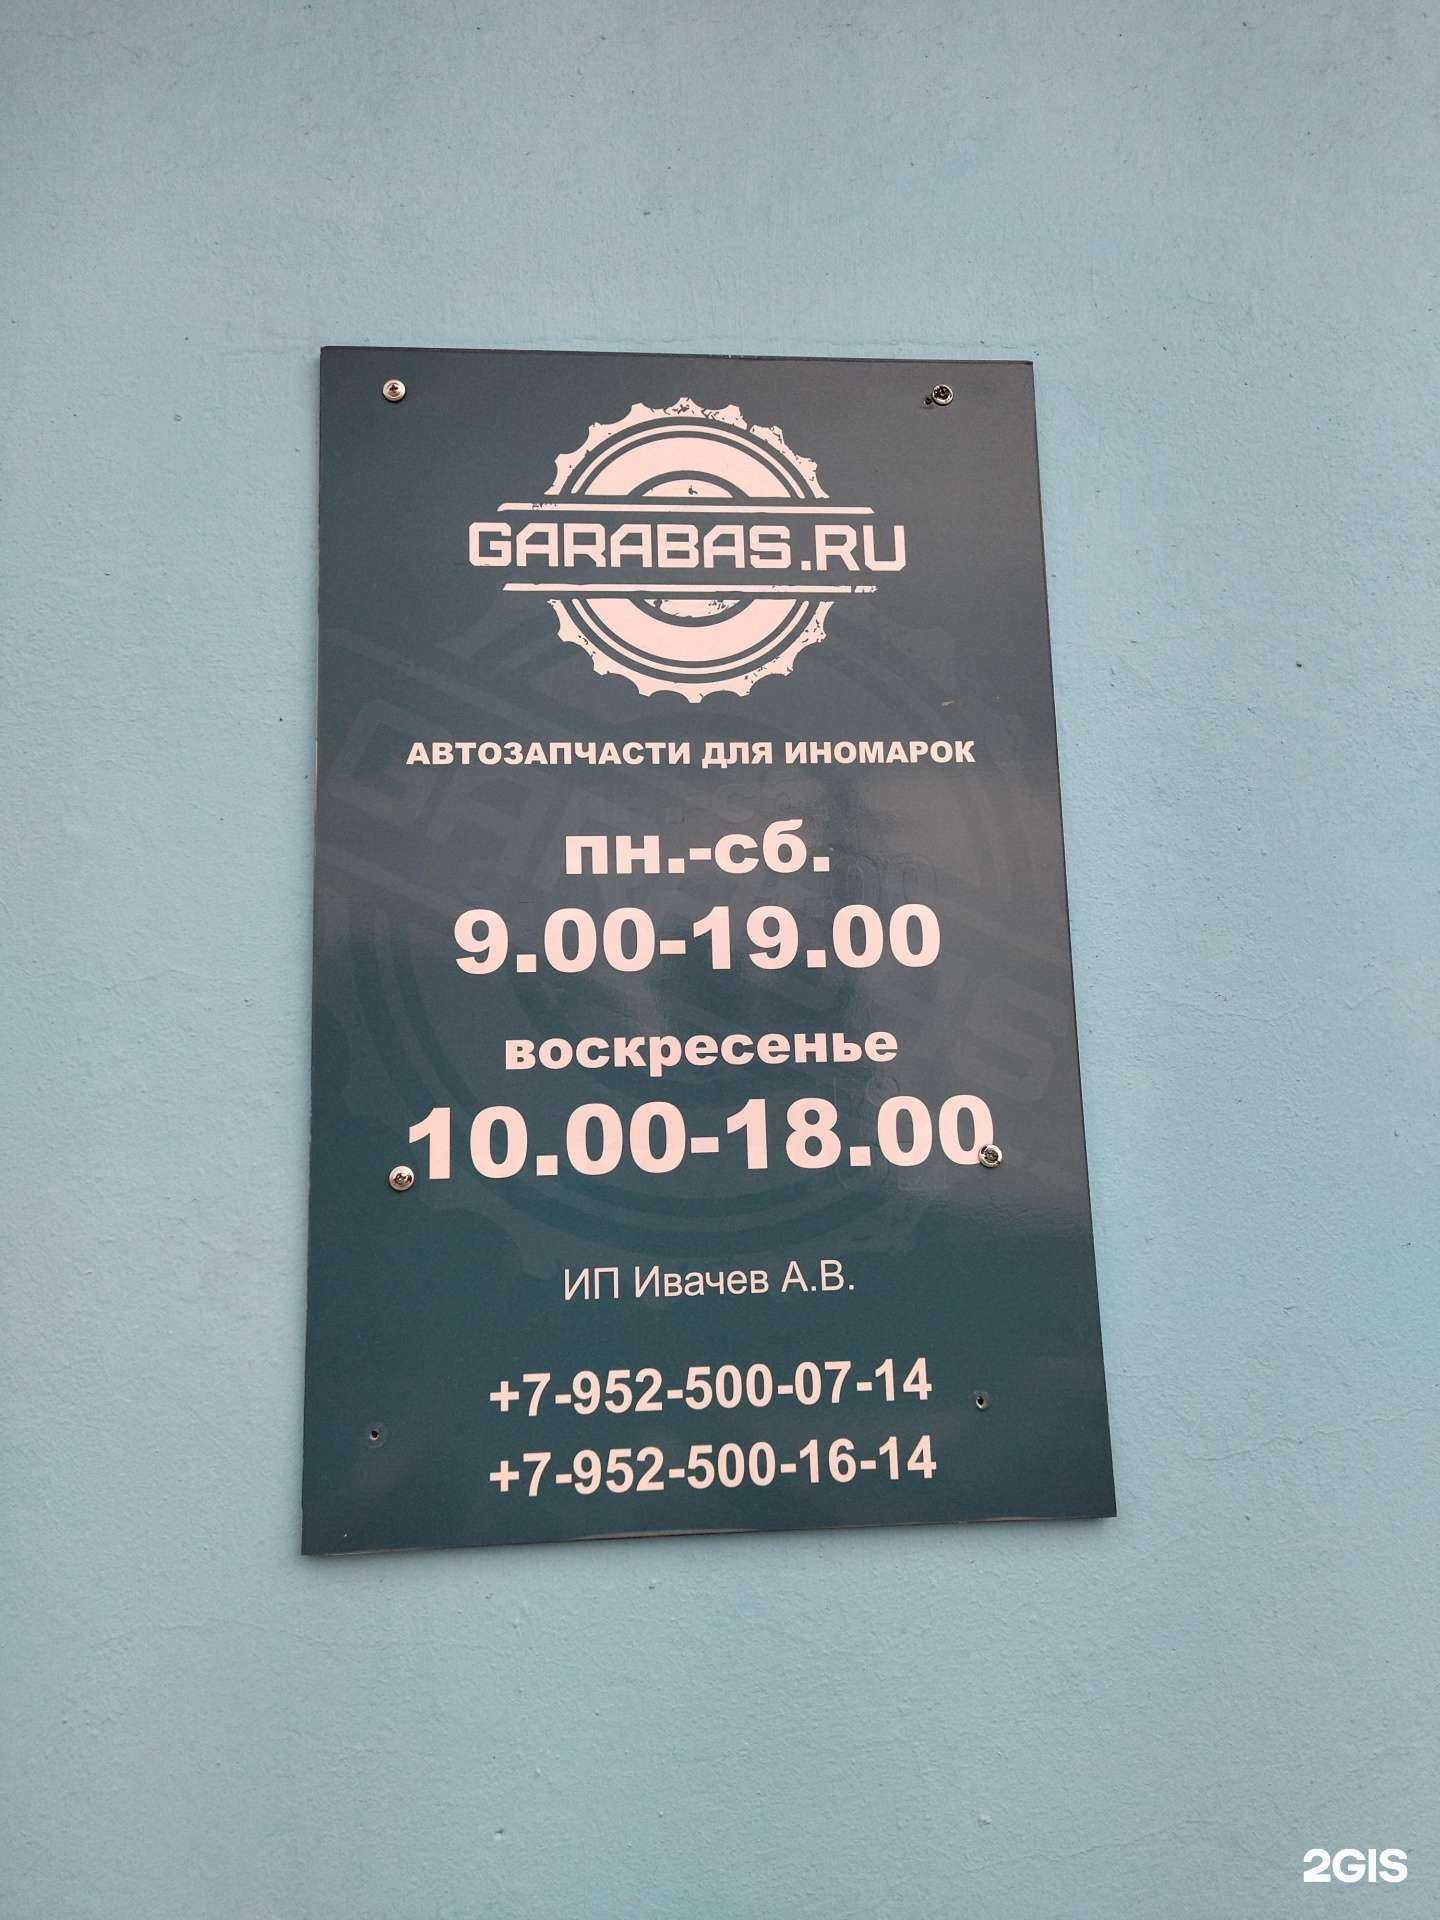 GARABAS.RU
АВТОЗАПЧАСТИ ДЛЯ ИНОМАРОК
пн.-сб.
9.00-19.00
воскресенье
10.00-18.00
ИП Ивачев А.В.
+7-952-500-07-14
+7-952-500-16-14
2GIS